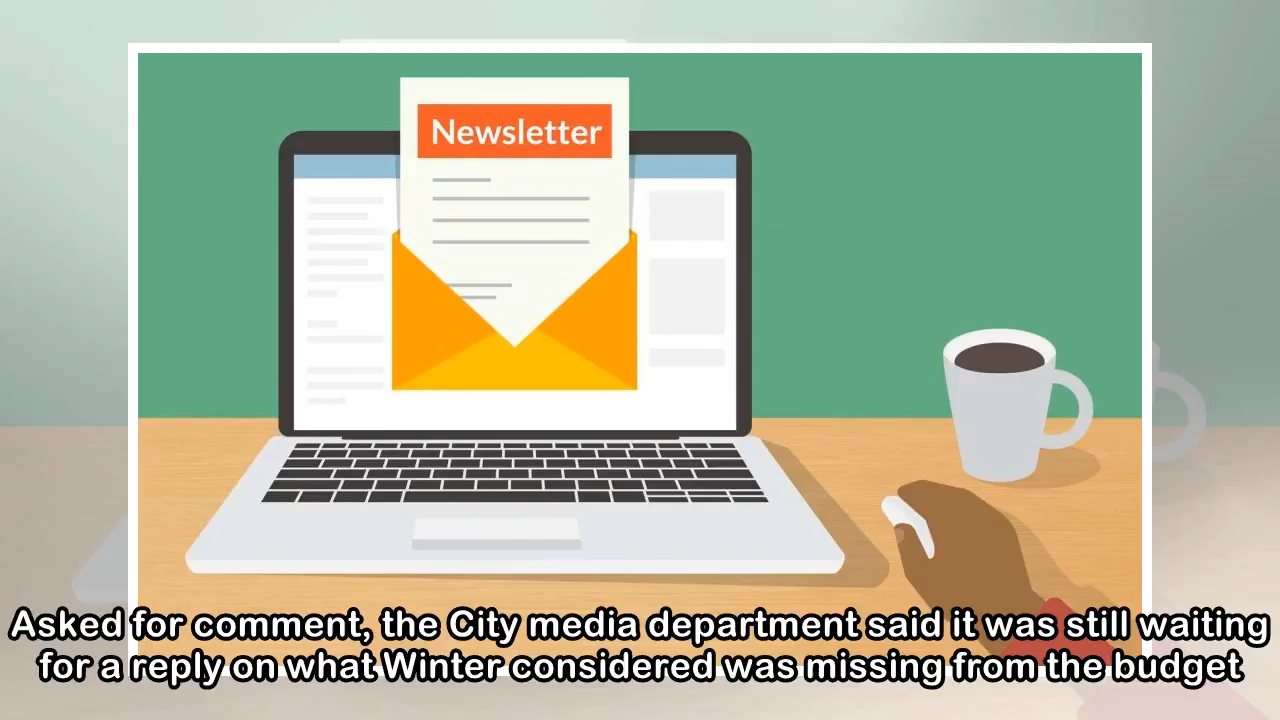 Newsletter
Asked for comment, the City media department said it was still waiting
for a reply on what Winter considered was missing from the budget